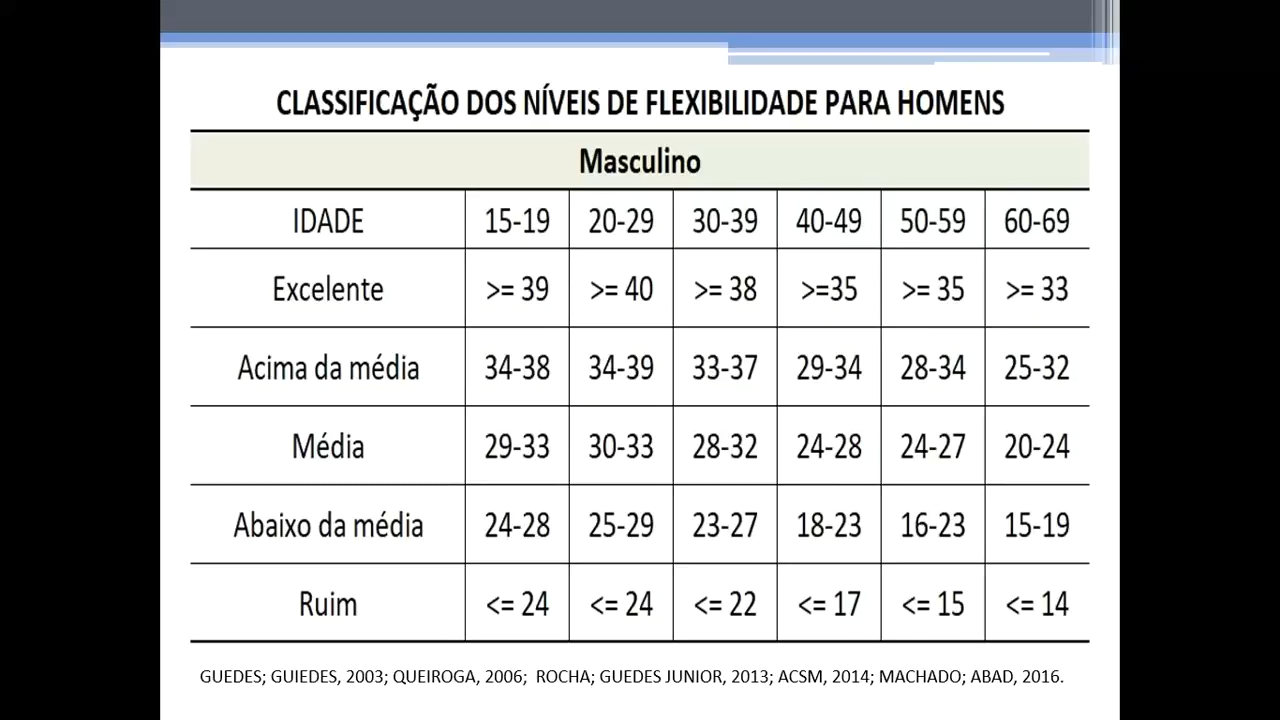 CLASSIFICAÇÃO DOS NÍVEIS DE FLEXIBILIDADE PARA HOMENS
Masculino
IDADE 15-19 20-29 30-39 40-49 50-59 60-69
Excelente >= 39 >= 40 >= 38 >=35 >= 35 >= 33
Acima da média 34-38 34-39 33-37 29-34 28-34 25-32
Média 29-33 30-33 28-32 24-28 24-27 20-24
Abaixo da média 24-28 25-29 23-27 18-23 16-23 15-19
Ruim <= 24 <= 24 <= 22 <= 17 <= 15 <= 14
GUEDES; GUIEDES, 2003; QUEIROGA, 2006; ROCHA; GUEDES JUNIOR, 2013; ACSM, 2014; MACHADO; ABAD, 2016.